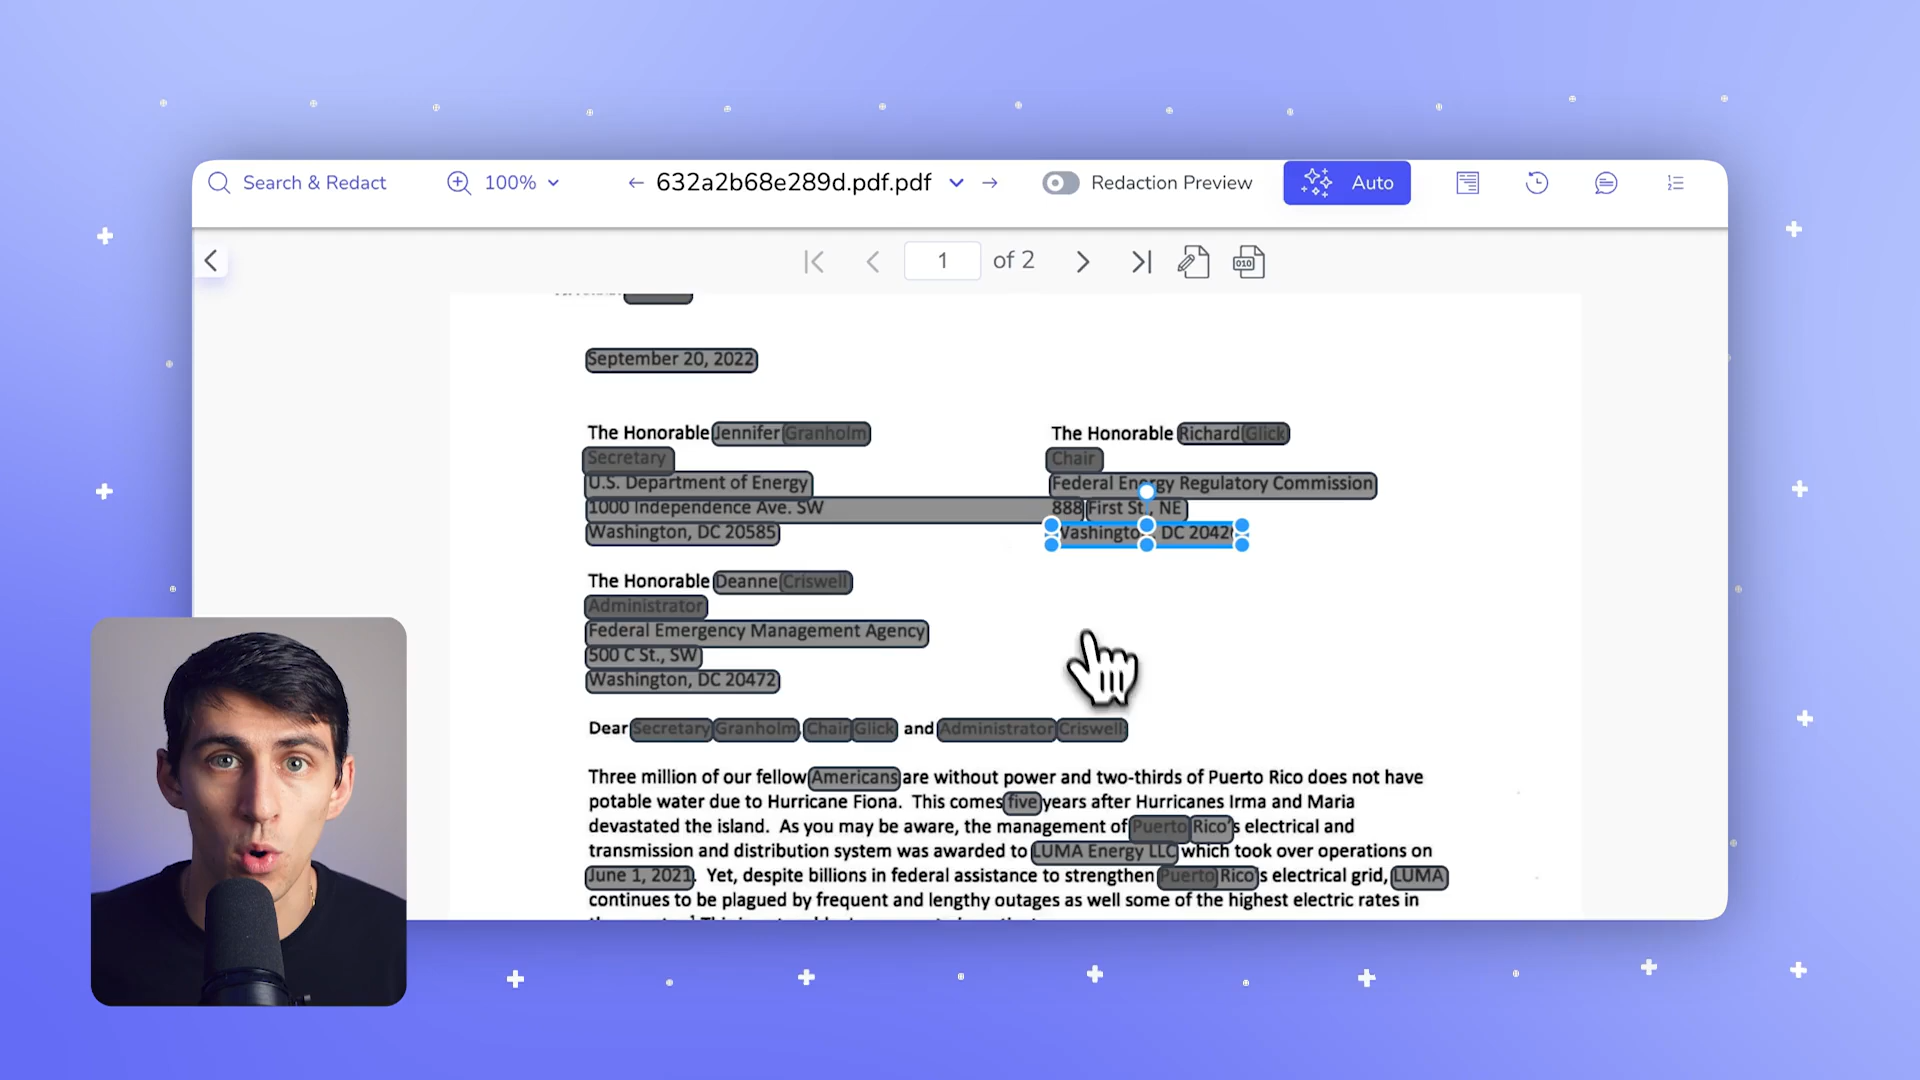 Search & Redact 100% 632a2b68e289d.pdf.pdf Redaction Preview Auto
1 of 2
September 20, 2022
The Honorable Jennifer Granholm
Secretary
U.S. Department of Energy
1000 Independence Ave. SW
Washington, DC 20585
The Honorable Richard Glick
Chair
Federal Energy Regulatory Commission
888 First St., NE
Washington, DC 2042
The Honorable Deanne Criswell
Administrator
Federal Emergency Management Agency
500 C St., SW
Washington, DC 20472
Dear Secretary Granholm, Chair Glick and Administrator Criswell:
Three million of our fellow Americans are without power and two-thirds of Puerto Rico does not have
potable water due to Hurricane Fiona. This comes five years after Hurricanes Irma and Maria
devastated the island. As you may be aware, the management of Puerto Rico's electrical and
transmission and distribution system was awarded to LUMA Energy LLC which took over operations on
June 1, 2021. Yet, despite billions in federal assistance to strengthen Puerto Rico's electrical grid, LUMA
continues to be plagued by frequent and lengthy outages as well some of the highest electric rates in